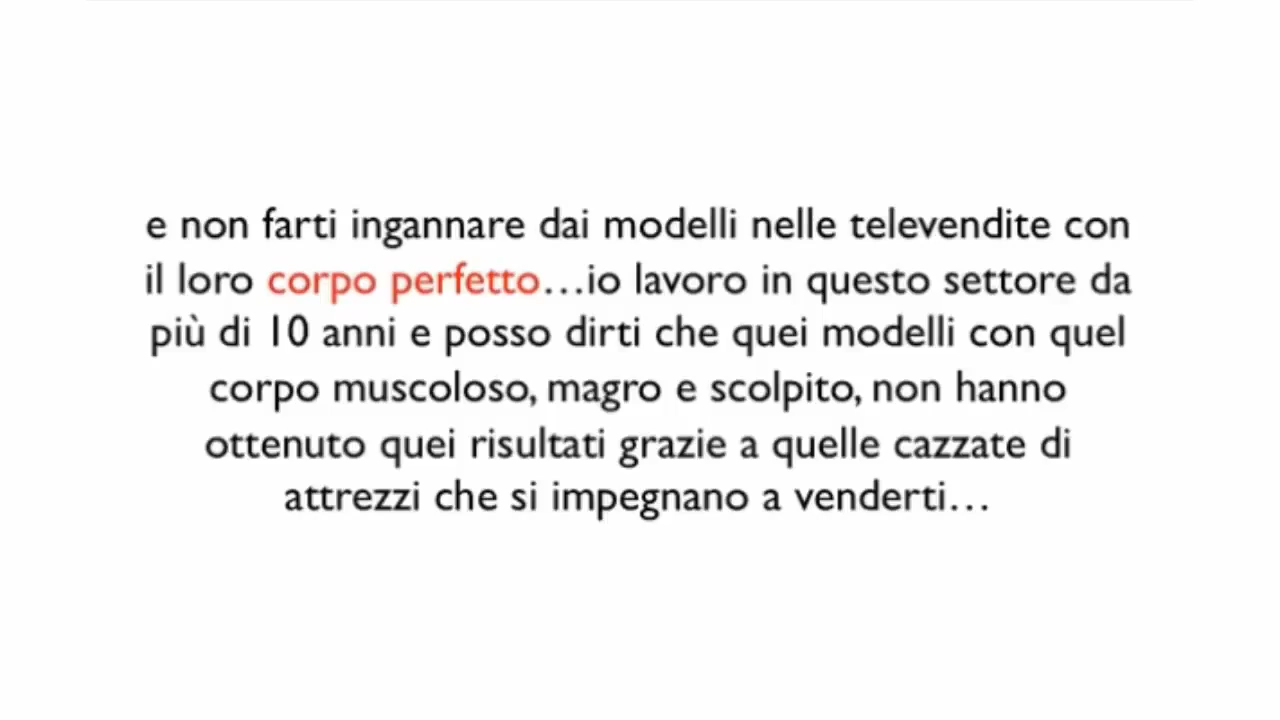 e non farti ingannare dai modelli nelle televendite con
il loro corpo perfetto...io lavoro in questo settore da
più di 10 anni e posso dirti che quei modelli con quel
corpo muscoloso, magro e scolpito, non hanno
ottenuto quei risultati grazie a quelle cazzate di
attrezzi che si impegnano a venderti...